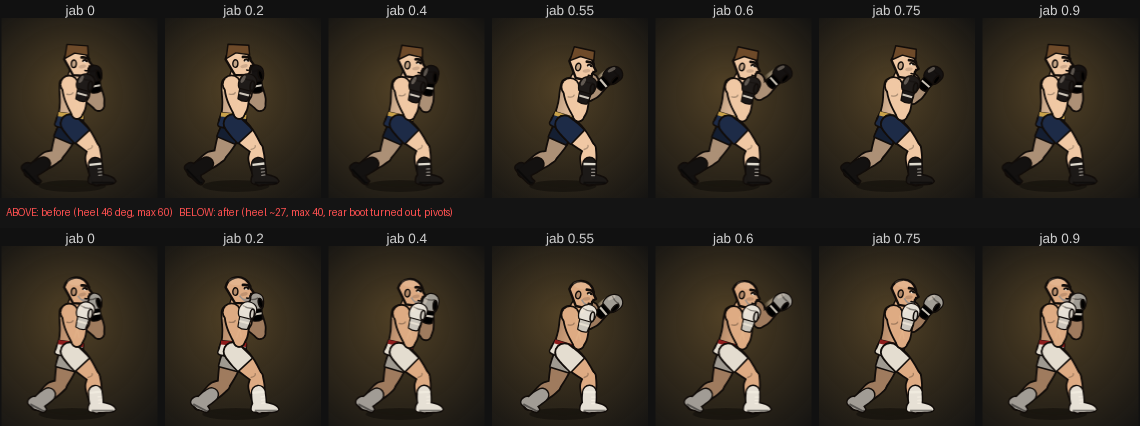 jab 0 jab 0.2 jab 0.4 jab 0.55 jab 0.6 jab 0.75 jab 0.9
ABOVE: before (heel 46 deg, max 60) BELOW: after (heel ~27, max 40, rear boot turned out, pivots)
jab 0 jab 0.2 jab 0.4 jab 0.55 jab 0.6 jab 0.75 jab 0.9